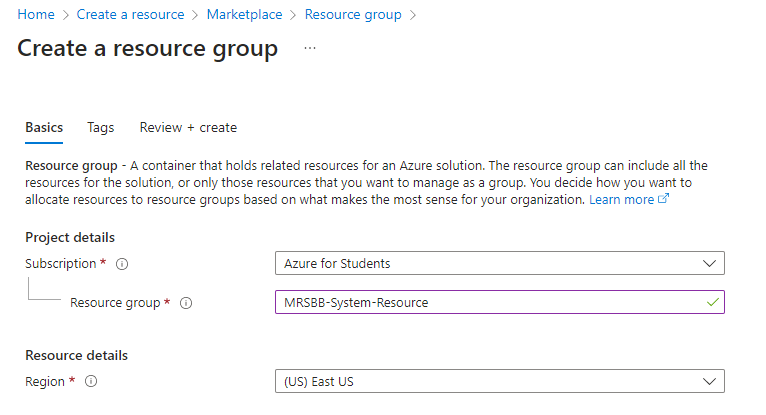 Home > Create a resource > Marketplace > Resource group >
Create a resource group ...
Basics Tags Review + create
Resource group - A container that holds related resources for an Azure solution. The resource group can include all the
resources for the solution, or only those resources that you want to manage as a group. You decide how you want to
allocate resources to resource groups based on what makes the most sense for your organization. Learn more
Project details
Subscription * Azure for Students
Resource group * MRSBB-System-Resource
Resource details
Region * (US) East US